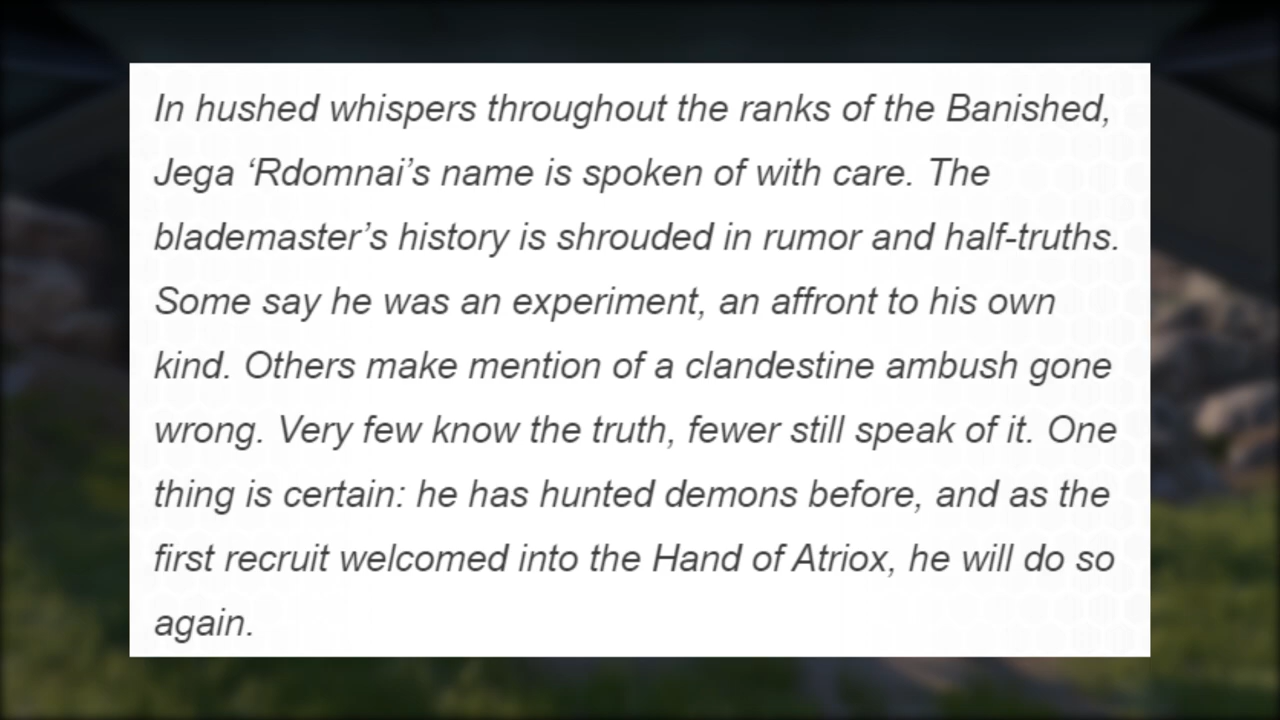 In hushed whispers throughout the ranks of the Banished,
Jega ‘Rdomnai’s name is spoken of with care. The
blademaster’s history is shrouded in rumor and half-truths.
Some say he was an experiment, an affront to his own
kind. Others make mention of a clandestine ambush gone
wrong. Very few know the truth, fewer still speak of it. One
thing is certain: he has hunted demons before, and as the
first recruit welcomed into the Hand of Atriox, he will do so
again.